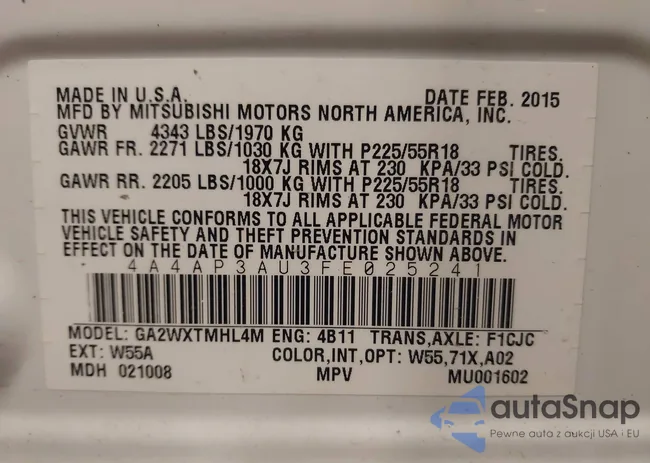 MADE IN U.S.A. DATE FEB. 2015
MFD BY MITSUBISHI MOTORS NORTH AMERICA, INC.
GVWR 4343 LBS/1970 KG
GAWR FR. 2271 LBS/1030 KG WITH P225/55R18 TIRES.
18X7J RIMS AT 230 KPA/33 PSI COLD.
GAWR RR. 2205 LBS/1000 KG WITH P225/55R18 TIRES.
18X7J RIMS AT 230 KPA/33 PSI COLD.
THIS VEHICLE CONFORMS TO ALL APPLICABLE FEDERAL MOTOR
VEHICLE SAFETY AND THEFT PREVENTION STANDARDS IN
EFFECT ON THE DATE OF MANUFACTURE SHOWN ABOVE.
4A4AP3AU3FE025241
MODEL: GA2WXTMHL4M ENG: 4B11 TRANS,AXLE: F1CJC
EXT: W55A COLOR,INT,OPT: W55,71X,A02
MDH 021008 MPV MU001602
autaSnap
Pewne auta z aukcji USA i EU